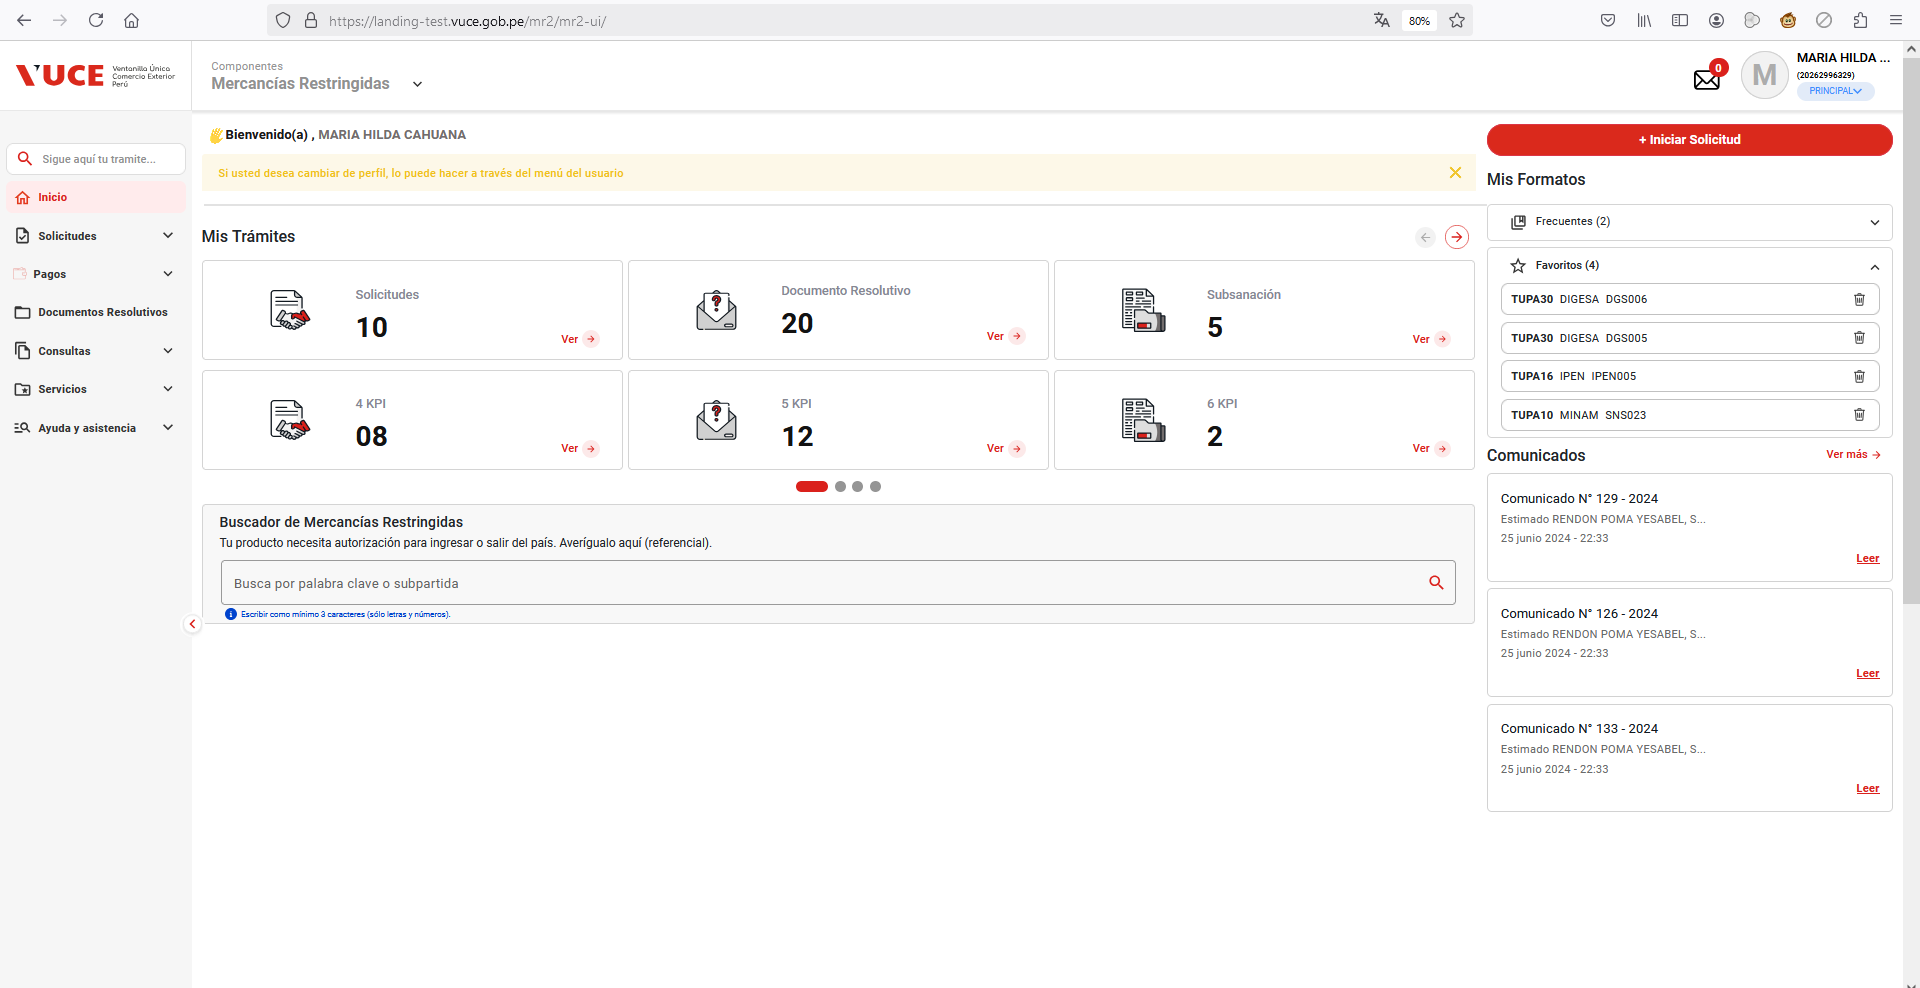 https://landing-test.vuce.gob.pe/mr2/mr2-ui/
80%
VUCE
Ventanilla Única
Comercio Exterior
Perú
Componentes
Mercancías Restringidas
0
M
MARIA HILDA ...
(20262996329)
PRINCIPAL
Sigue aquí tu tramite...
Inicio
Solicitudes
Pagos
Documentos Resolutivos
Consultas
Servicios
Ayuda y asistencia
Bienvenido(a) , MARIA HILDA CAHUANA
Si usted desea cambiar de perfil, lo puede hacer a través del menú del usuario
Mis Trámites
Solicitudes
10
Ver
Documento Resolutivo
20
Ver
Subsanación
5
Ver
4 KPI
08
Ver
5 KPI
12
Ver
6 KPI
2
Ver
Buscador de Mercancías Restringidas
Tu producto necesita autorización para ingresar o salir del país. Averígualo aquí (referencial).
Busca por palabra clave o subpartida
Escribir como mínimo 3 caracteres (sólo letras y números).
+ Iniciar Solicitud
Mis Formatos
Frecuentes (2)
Favoritos (4)
TUPA30 DIGESA DGS006
TUPA30 DIGESA DGS005
TUPA16 IPEN IPEN005
TUPA10 MINAM SNS023
Comunicados
Ver más
Comunicado N° 129 - 2024
Estimado RENDON POMA YESABEL, S...
25 junio 2024 - 22:33
Leer
Comunicado N° 126 - 2024
Estimado RENDON POMA YESABEL, S...
25 junio 2024 - 22:33
Leer
Comunicado N° 133 - 2024
Estimado RENDON POMA YESABEL, S...
25 junio 2024 - 22:33
Leer